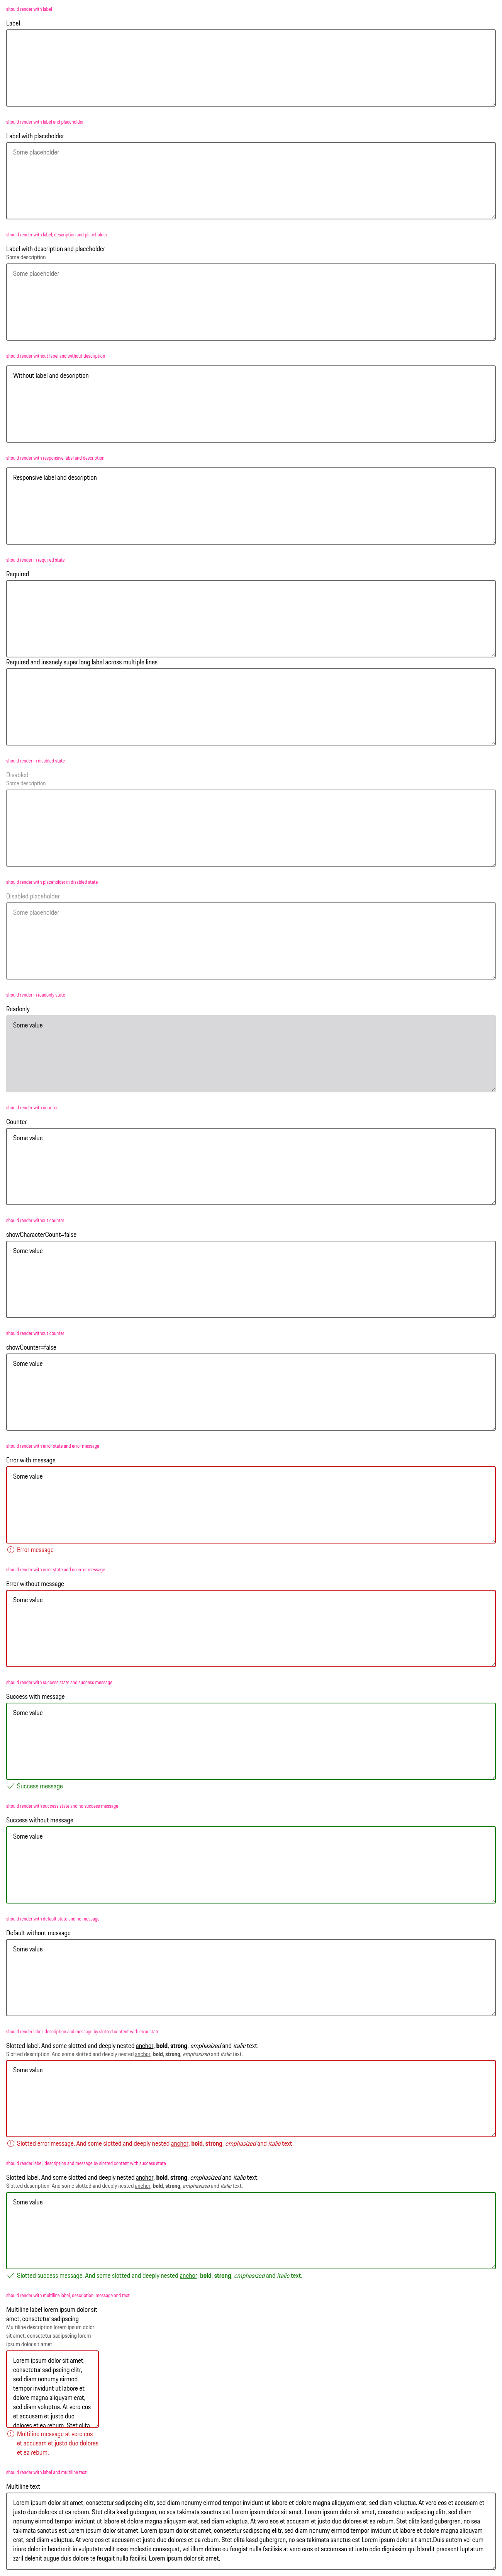 should render with label
Label
should render with label and placeholder
Label with placeholder
Some placeholder
should render with label, description and placeholder
Label with description and placeholder
Some description
Some placeholder
should render without label and without description
Without label and description
should render with responsive label and description
Responsive label and description
should render in required state
Required
Required and insanely super long label across multiple lines
should render in disabled state
Disabled
Some description
should render with placeholder in disabled state
Disabled placeholder
Some placeholder
should render in readonly state
Readonly
Some value
should render with counter
Counter
Some value
should render without counter
showCharacterCount=false
Some value
should render without counter
showCounter=false
Some value
should render with error state and error message
Error with message
Some value
Error message
should render with error state and no error message
Error without message
Some value
should render with success state and success message
Success with message
Some value
Success message
should render with success state and no success message
Success without message
Some value
should render with default state and no message
Default without message
Some value
should render label, description and message by slotted content with error state
Slotted label. And some slotted and deeply nested anchor, bold, strong, emphasized and italic text.
Slotted description. And some slotted and deeply nested anchor, bold, strong, emphasized and italic text.
Some value
Slotted error message. And some slotted and deeply nested anchor, bold, strong, emphasized and italic text.
should render label, description and message by slotted content with success state
Slotted label. And some slotted and deeply nested anchor, bold, strong, emphasized and italic text.
Slotted description. And some slotted and deeply nested anchor, bold, strong, emphasized and italic text.
Some value
Slotted success message. And some slotted and deeply nested anchor, bold, strong, emphasized and italic text.
should render with multiline label, description, message and text
Multiline label lorem ipsum dolor sit
amet, consetetur sadipscing
Multiline description lorem ipsum dolor
sit amet, consetetur sadipscing lorem
ipsum dolor sit amet
Lorem ipsum dolor sit amet,
consetetur sadipscing elitr,
sed diam nonumy eirmod
tempor invidunt ut labore et
dolore magna aliquyam erat,
sed diam voluptua. At vero eos
et accusam et justo duo
dolores et ea rebum. Stet clita
Multiline message at vero eos
et accusam et justo duo dolores
et ea rebum.
should render with label and multiline text
Multiline text
Lorem ipsum dolor sit amet, consetetur sadipscing elitr, sed diam nonumy eirmod tempor invidunt ut labore et dolore magna aliquyam erat, sed diam voluptua. At vero eos et accusam et
justo duo dolores et ea rebum. Stet clita kasd gubergren, no sea takimata sanctus est Lorem ipsum dolor sit amet. Lorem ipsum dolor sit amet, consetetur sadipscing elitr, sed diam
nonumy eirmod tempor invidunt ut labore et dolore magna aliquyam erat, sed diam voluptua. At vero eos et accusam et justo duo dolores et ea rebum. Stet clita kasd gubergren, no sea
takimata sanctus est Lorem ipsum dolor sit amet. Lorem ipsum dolor sit amet, consetetur sadipscing elitr, sed diam nonumy eirmod tempor invidunt ut labore et dolore magna aliquyam
erat, sed diam voluptua. At vero eos et accusam et justo duo dolores et ea rebum. Stet clita kasd gubergren, no sea takimata sanctus est Lorem ipsum dolor sit amet.Duis autem vel eum
iriure dolor in hendrerit in vulputate velit esse molestie consequat, vel illum dolore eu feugiat nulla facilisis at vero eros et accumsan et iusto odio dignissim qui blandit praesent luptatum
zzril delenit augue duis dolore te feugait nulla facilisi. Lorem ipsum dolor sit amet,